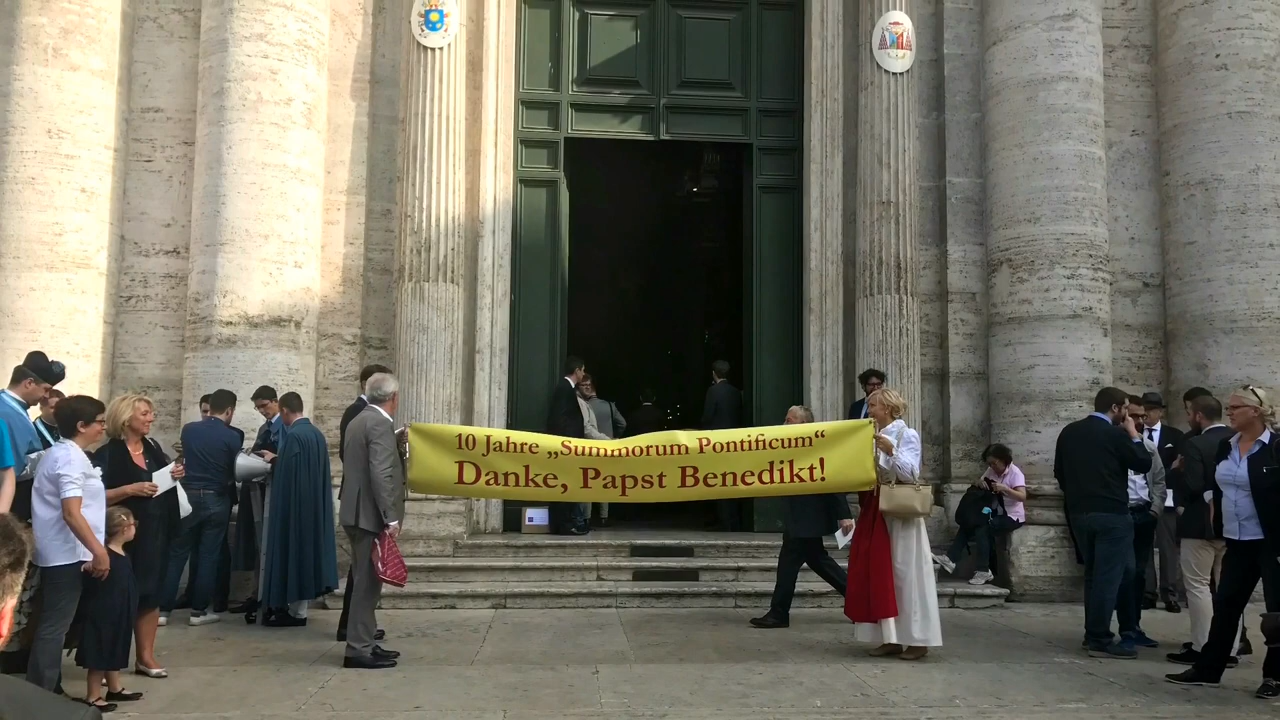 10 Jahre „Summorum Pontificum“
Danke, Papst Benedikt!